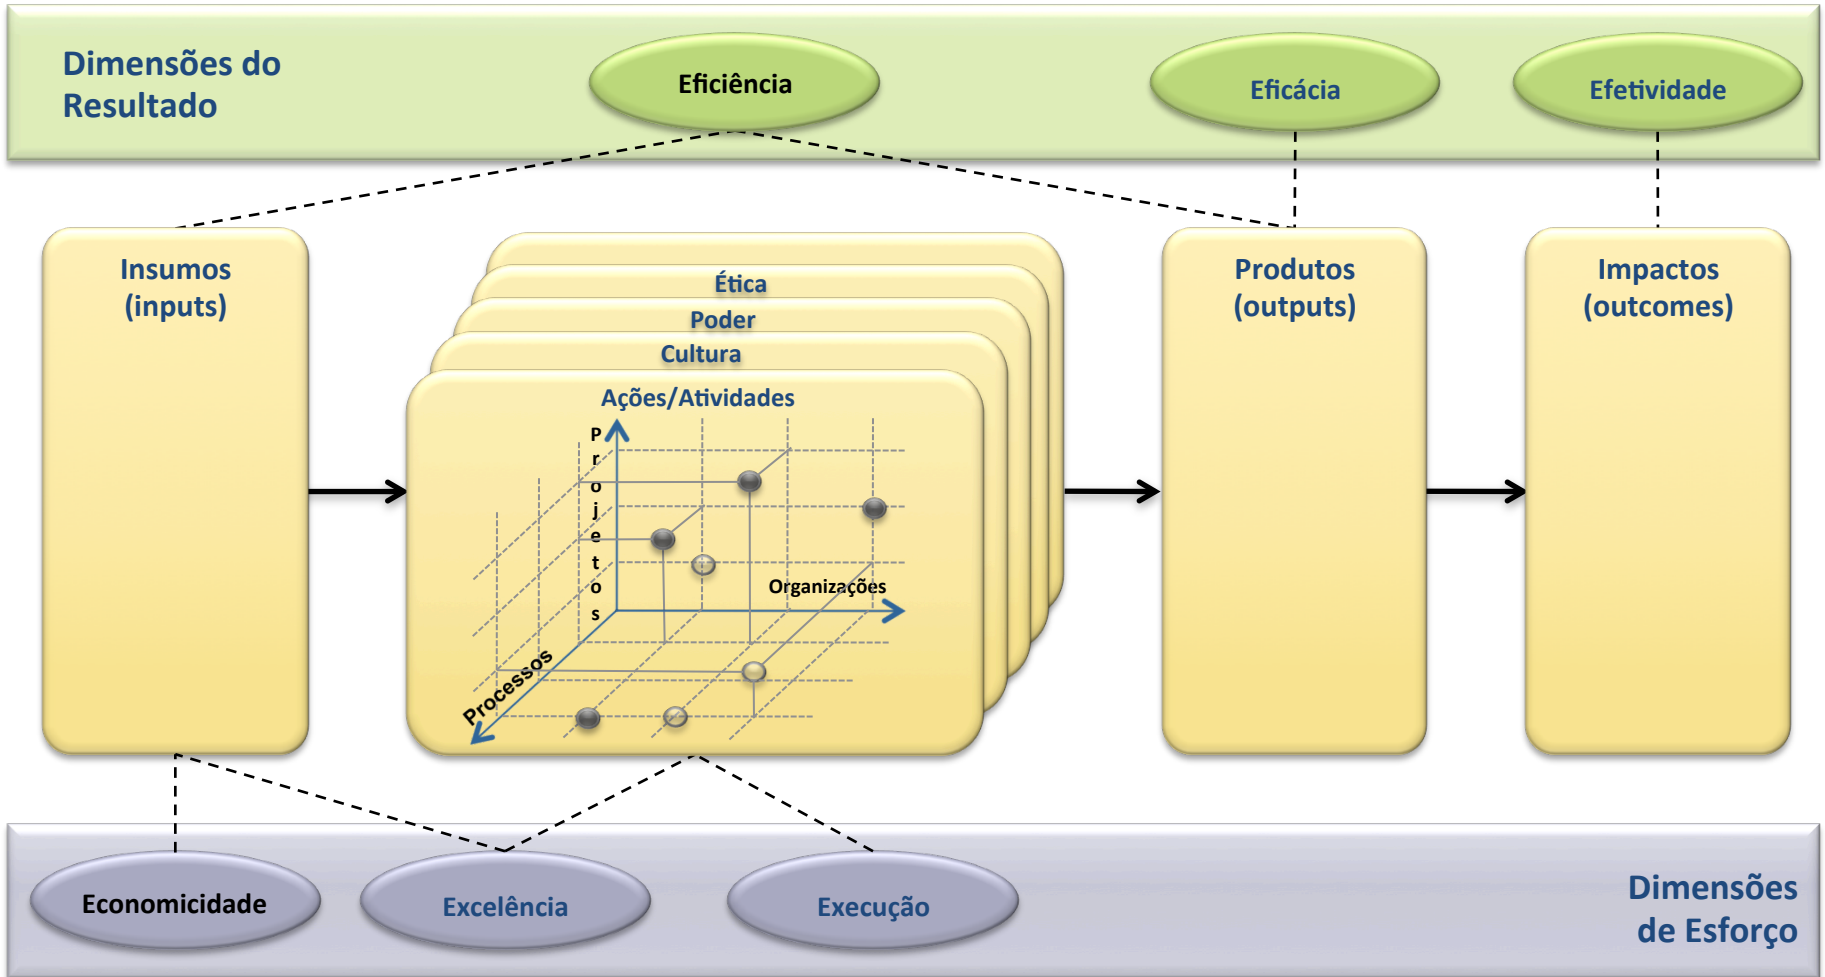 Dimensões do
Resultado
Eficiência
Eficácia
Efetividade
Insumos
(inputs)
Ética
Poder
Cultura
Ações/Atividades
Projetos
Organizações
Processos
Produtos
(outputs)
Impactos
(outcomes)
Economicidade
Excelência
Execução
Dimensões
de Esforço